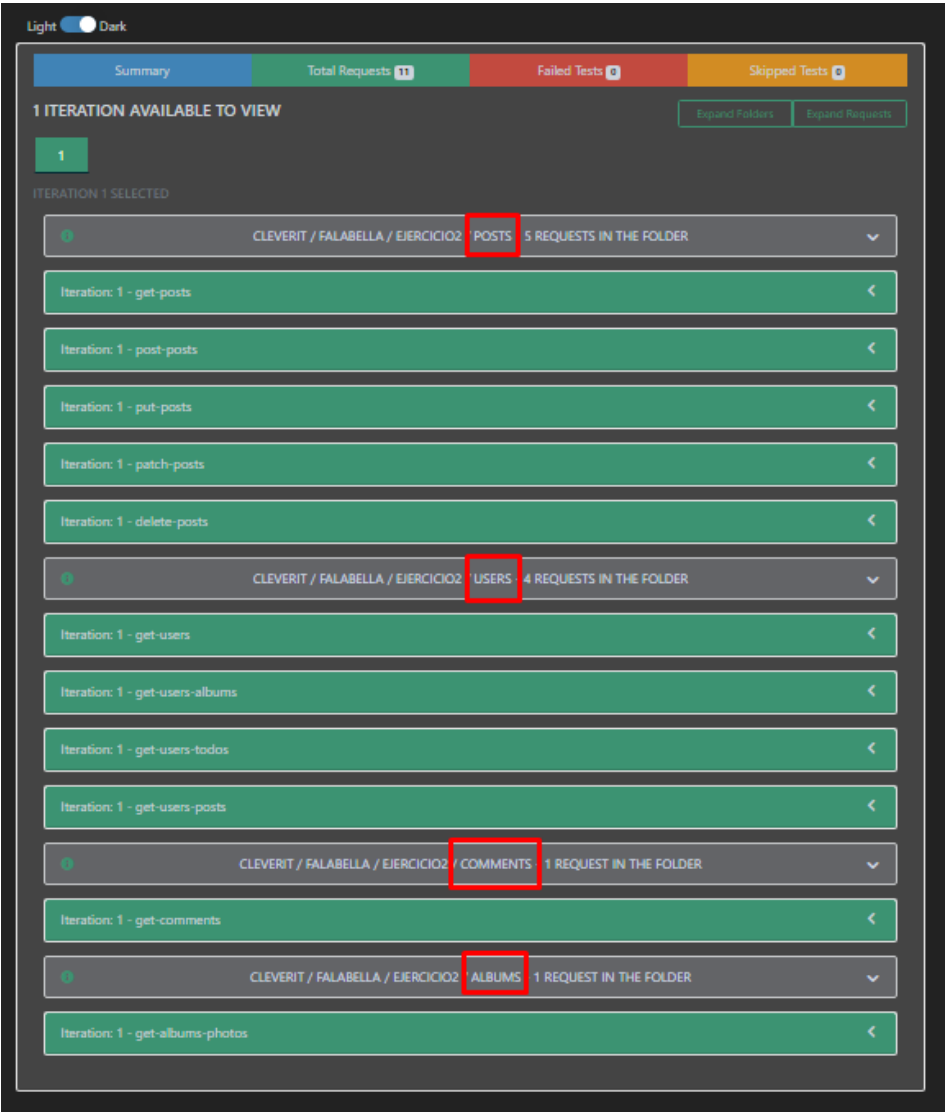 Light Dark
Summary Total Requests 11 Failed Tests 0 Skipped Tests 0
1 ITERATION AVAILABLE TO VIEW Expand Folders Expand Requests
1
ITERATION 1 SELECTED
CLEVERIT / FALABELLA / EJERCICIO2 / POSTS - 5 REQUESTS IN THE FOLDER
Iteration: 1 - get-posts
Iteration: 1 - post-posts
Iteration: 1 - put-posts
Iteration: 1 - patch-posts
Iteration: 1 - delete-posts
CLEVERIT / FALABELLA / EJERCICIO2 / USERS - 4 REQUESTS IN THE FOLDER
Iteration: 1 - get-users
Iteration: 1 - get-users-albums
Iteration: 1 - get-users-todos
Iteration: 1 - get-users-posts
CLEVERIT / FALABELLA / EJERCICIO2 / COMMENTS - 1 REQUEST IN THE FOLDER
Iteration: 1 - get-comments
CLEVERIT / FALABELLA / EJERCICIO2 / ALBUMS - 1 REQUEST IN THE FOLDER
Iteration: 1 - get-albums-photos